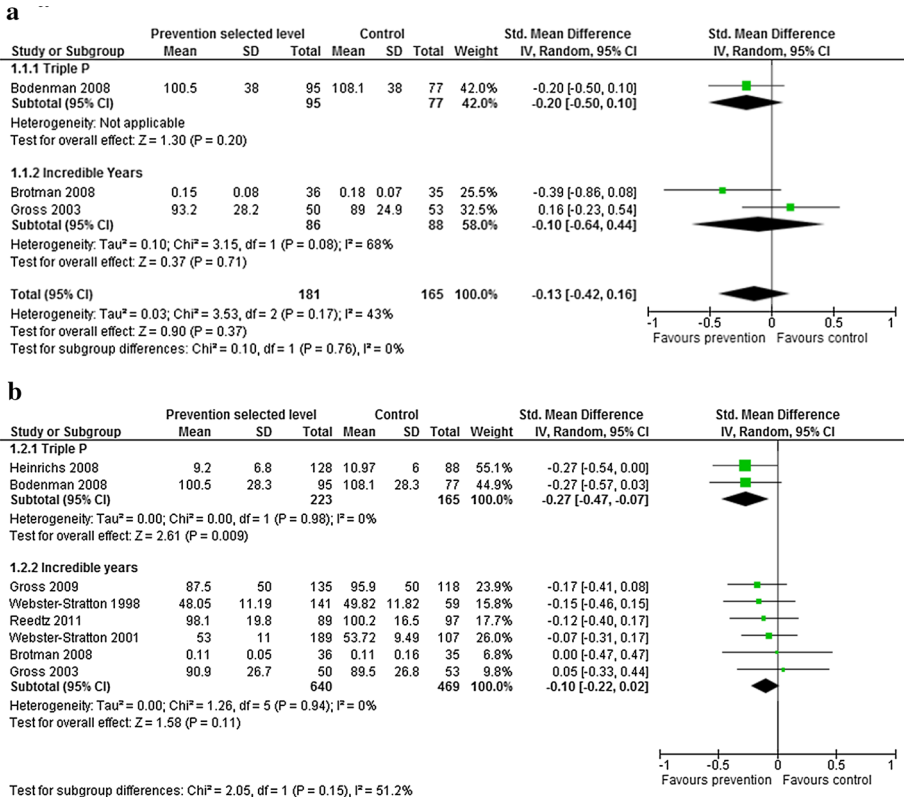 a
Prevention selected level Control Std. Mean Difference Std. Mean Difference
Study or Subgroup Mean SD Total Mean SD Total Weight IV, Random, 95% CI IV, Random, 95% CI
1.1.1 Triple P
Bodenman 2008 100.5 38 95 108.1 38 77 42.0% -0.20 [-0.50, 0.10]
Subtotal (95% CI) 95 77 42.0% -0.20 [-0.50, 0.10]
Heterogeneity: Not applicable
Test for overall effect: Z = 1.30 (P = 0.20)
1.1.2 Incredible Years
Brotman 2008 0.15 0.08 36 0.18 0.07 35 25.5% -0.39 [-0.86, 0.08]
Gross 2003 93.2 28.2 50 89 24.9 53 32.5% 0.16 [-0.23, 0.54]
Subtotal (95% CI) 86 88 58.0% -0.10 [-0.64, 0.44]
Heterogeneity: Tau² = 0.10; Chi² = 3.15, df = 1 (P = 0.08); I² = 68%
Test for overall effect: Z = 0.37 (P = 0.71)
Total (95% CI) 181 165 100.0% -0.13 [-0.42, 0.16]
Heterogeneity: Tau² = 0.03; Chi² = 3.53, df = 2 (P = 0.17); I² = 43%
Test for overall effect: Z = 0.90 (P = 0.37)
Test for subgroup differences: Chi² = 0.10, df = 1 (P = 0.76), I² = 0%
-1 -0.5 0 0.5 1
Favours prevention Favours control
b
Prevention selected level Control Std. Mean Difference Std. Mean Difference
Study or Subgroup Mean SD Total Mean SD Total Weight IV, Random, 95% CI IV, Random, 95% CI
1.2.1 Triple P
Heinrichs 2008 9.2 6.8 128 10.97 6 88 55.1% -0.27 [-0.54, 0.00]
Bodenman 2008 100.5 28.3 95 108.1 28.3 77 44.9% -0.27 [-0.57, 0.03]
Subtotal (95% CI) 223 165 100.0% -0.27 [-0.47, -0.07]
Heterogeneity: Tau² = 0.00; Chi² = 0.00, df = 1 (P = 0.98); I² = 0%
Test for overall effect: Z = 2.61 (P = 0.009)
1.2.2 Incredible years
Gross 2009 87.5 50 135 95.9 50 118 23.9% -0.17 [-0.41, 0.08]
Webster-Stratton 1998 48.05 11.19 141 49.82 11.82 59 15.8% -0.15 [-0.46, 0.15]
Reedtz 2011 98.1 19.8 89 100.2 16.5 97 17.7% -0.12 [-0.40, 0.17]
Webster-Stratton 2001 53 11 189 53.72 9.49 107 26.0% -0.07 [-0.31, 0.17]
Brotman 2008 0.11 0.05 36 0.11 0.16 35 6.8% 0.00 [-0.47, 0.47]
Gross 2003 90.9 26.7 50 89.5 26.8 53 9.8% 0.05 [-0.33, 0.44]
Subtotal (95% CI) 640 469 100.0% -0.10 [-0.22, 0.02]
Heterogeneity: Tau² = 0.00; Chi² = 1.26, df = 5 (P = 0.94); I² = 0%
Test for overall effect: Z = 1.58 (P = 0.11)
-1 -0.5 0 0.5 1
Favours prevention Favours control
Test for subgroup differences: Chi² = 2.05, df = 1 (P = 0.15), I² = 51.2%